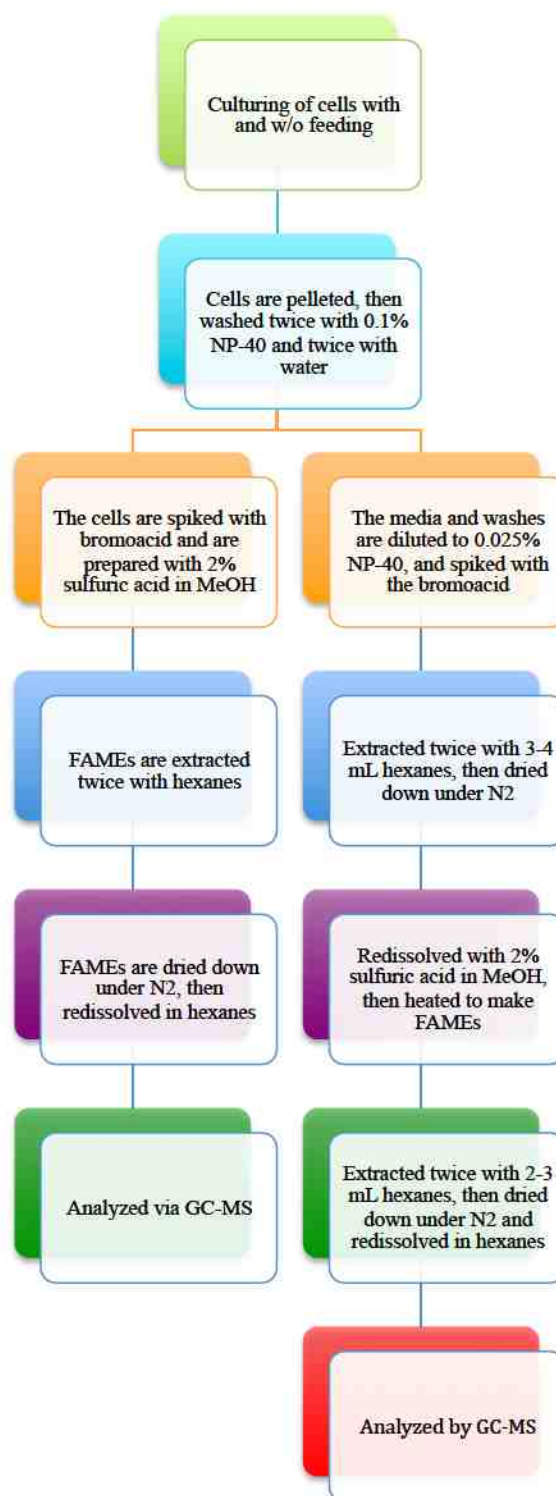 Culturing of cells with
and w/o feeding
Cells are pelleted, then
washed twice with 0.1%
NP-40 and twice with
water
The cells are spiked with
bromoacid and are
prepared with 2%
sulfuric acid in MeOH
The media and washes
are diluted to 0.025%
NP-40, and spiked with
the bromoacid
FAMEs are extracted
twice with hexanes
Extracted twice with 3-4
mL hexanes, then dried
down under N2
FAMEs are dried down
under N2, then
redissolved in hexanes
Redissolved with 2%
sulfuric acid in MeOH,
then heated to make
FAMEs
Analyzed via GC-MS
Extracted twice with 2-3
mL hexanes, then dried
down under N2 and
redissolved in hexanes
Analyzed by GC-MS